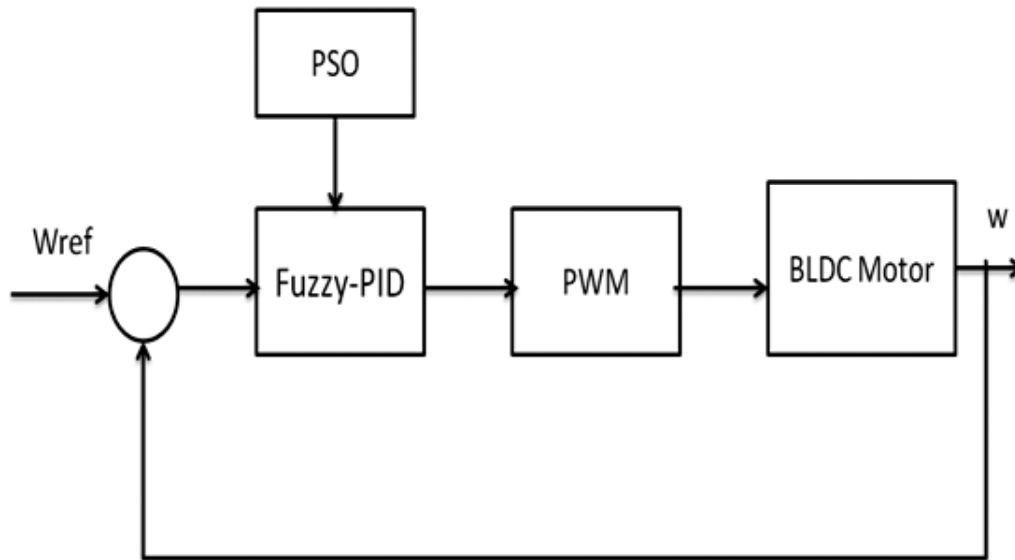 PSO
Wref
Fuzzy-PID
PWM
BLDC Motor
w